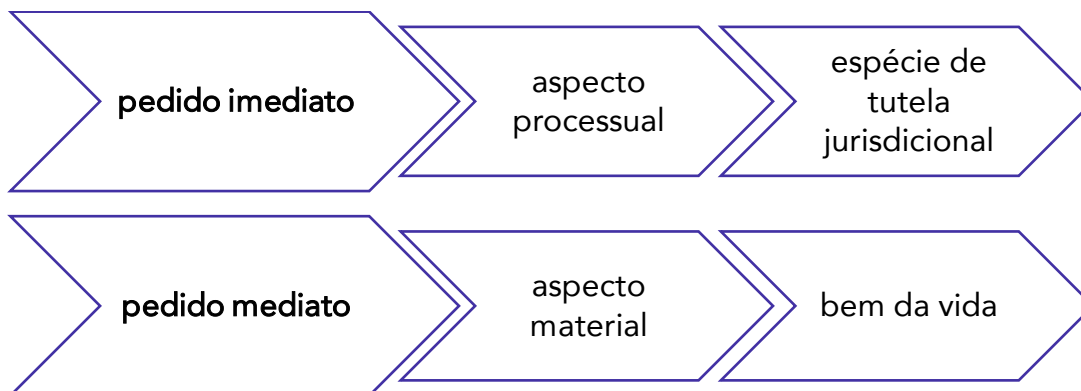 pedido imediato
aspecto
processual
espécie de
tutela
jurisdicional
pedido mediato
aspecto
material
bem da vida